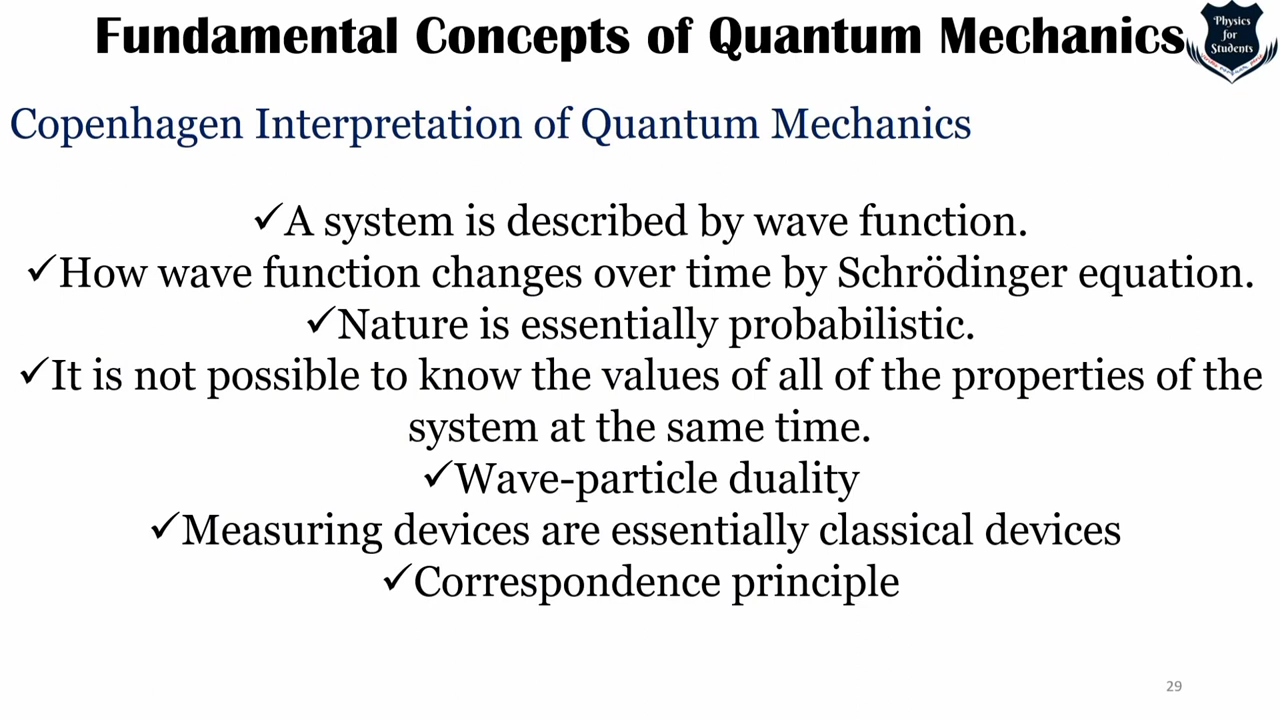 Fundamental Concepts of Quantum Mechanics
Physics
for
Students
Copenhagen Interpretation of Quantum Mechanics
✓A system is described by wave function.
✓How wave function changes over time by Schrödinger equation.
✓Nature is essentially probabilistic.
✓It is not possible to know the values of all of the properties of the
system at the same time.
✓Wave-particle duality
✓Measuring devices are essentially classical devices
✓Correspondence principle
29